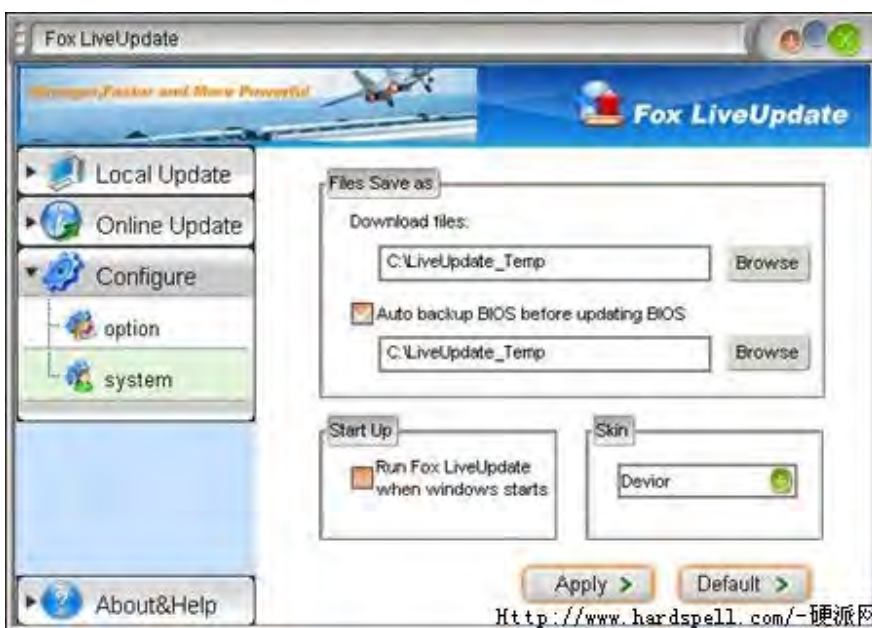 Fox LiveUpdate
Stronger,Faster and More Powerful
Fox LiveUpdate
Local Update
Online Update
Configure
option
system
About&Help
Files Save as
Download files:
C:\LiveUpdate_Temp
Browse
Auto backup BIOS before updating BIOS
C:\LiveUpdate_Temp
Browse
Start Up
Run Fox LiveUpdate
when windows starts
Skin
Devior
Apply >
Default >
Http://www.hardspell.com/-硬派网